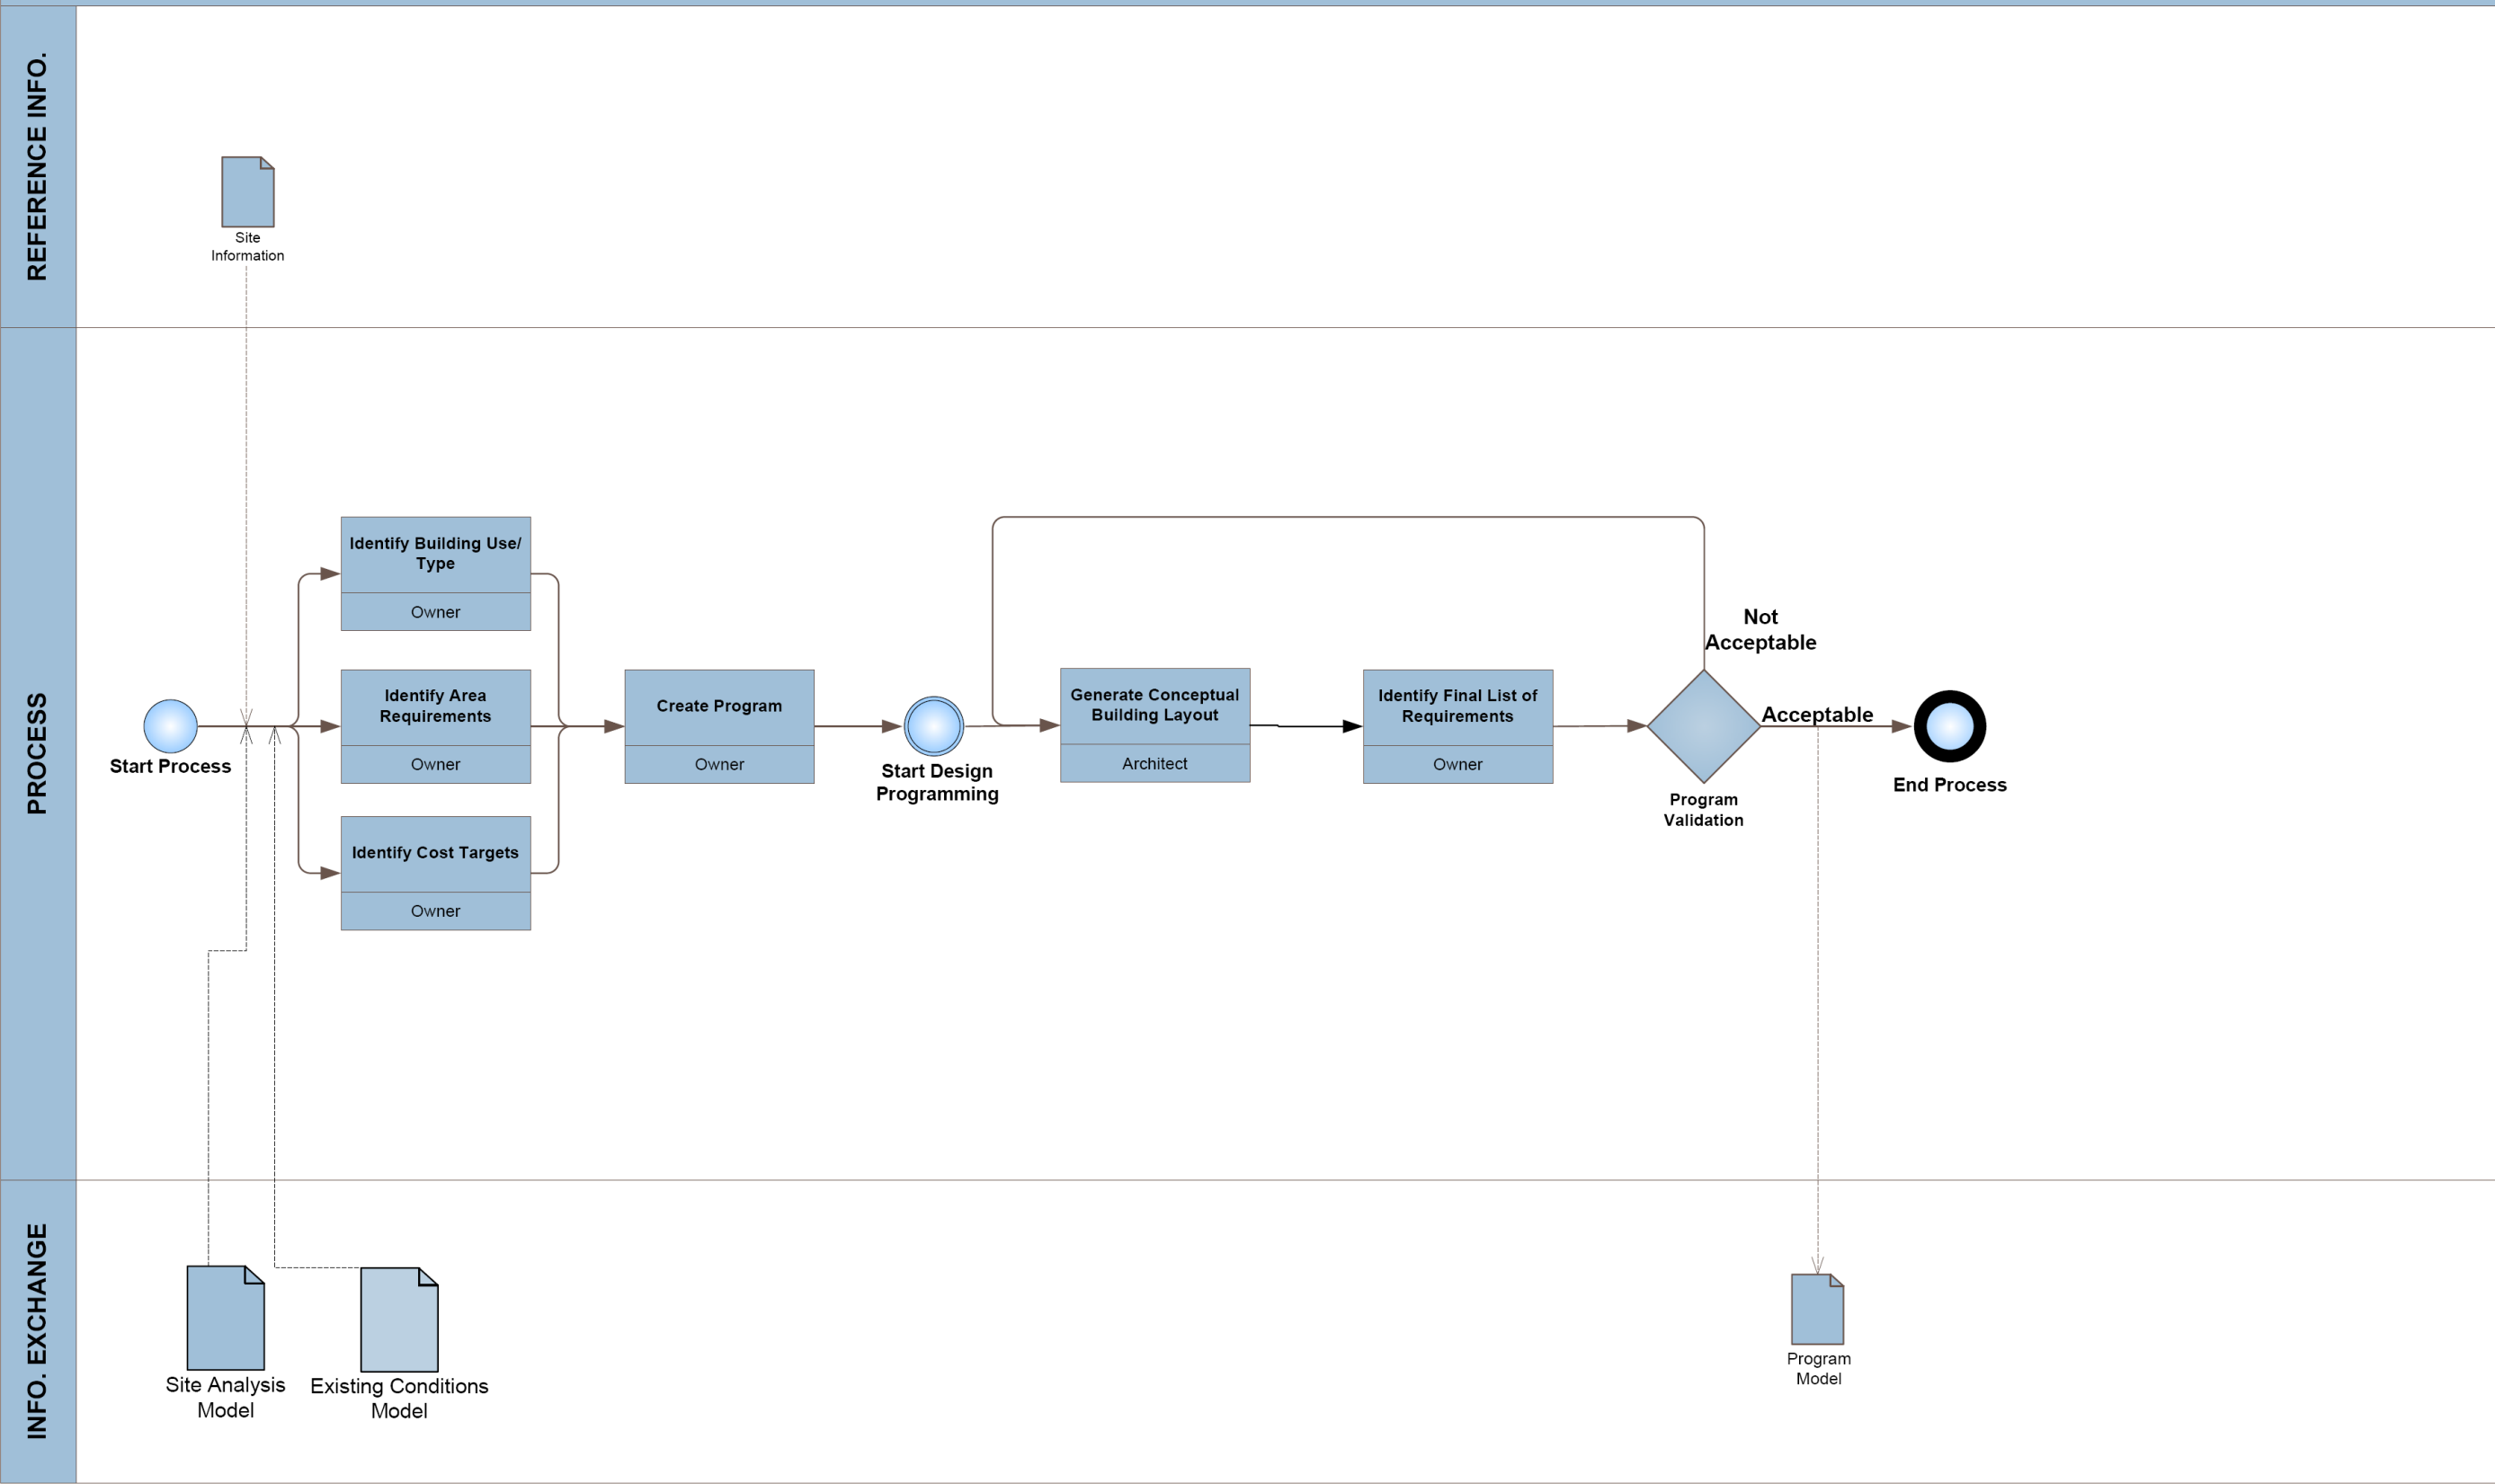 REFERENCE INFO.
Site
Information
PROCESS
Start Process
Identify Building Use/
Type
Owner
Identify Area
Requirements
Owner
Identify Cost Targets
Owner
Create Program
Owner
Start Design
Programming
Generate Conceptual
Building Layout
Architect
Identify Final List of
Requirements
Owner
Not
Acceptable
Program
Validation
Acceptable
End Process
INFO. EXCHANGE
Site Analysis
Model
Existing Conditions
Model
Program
Model